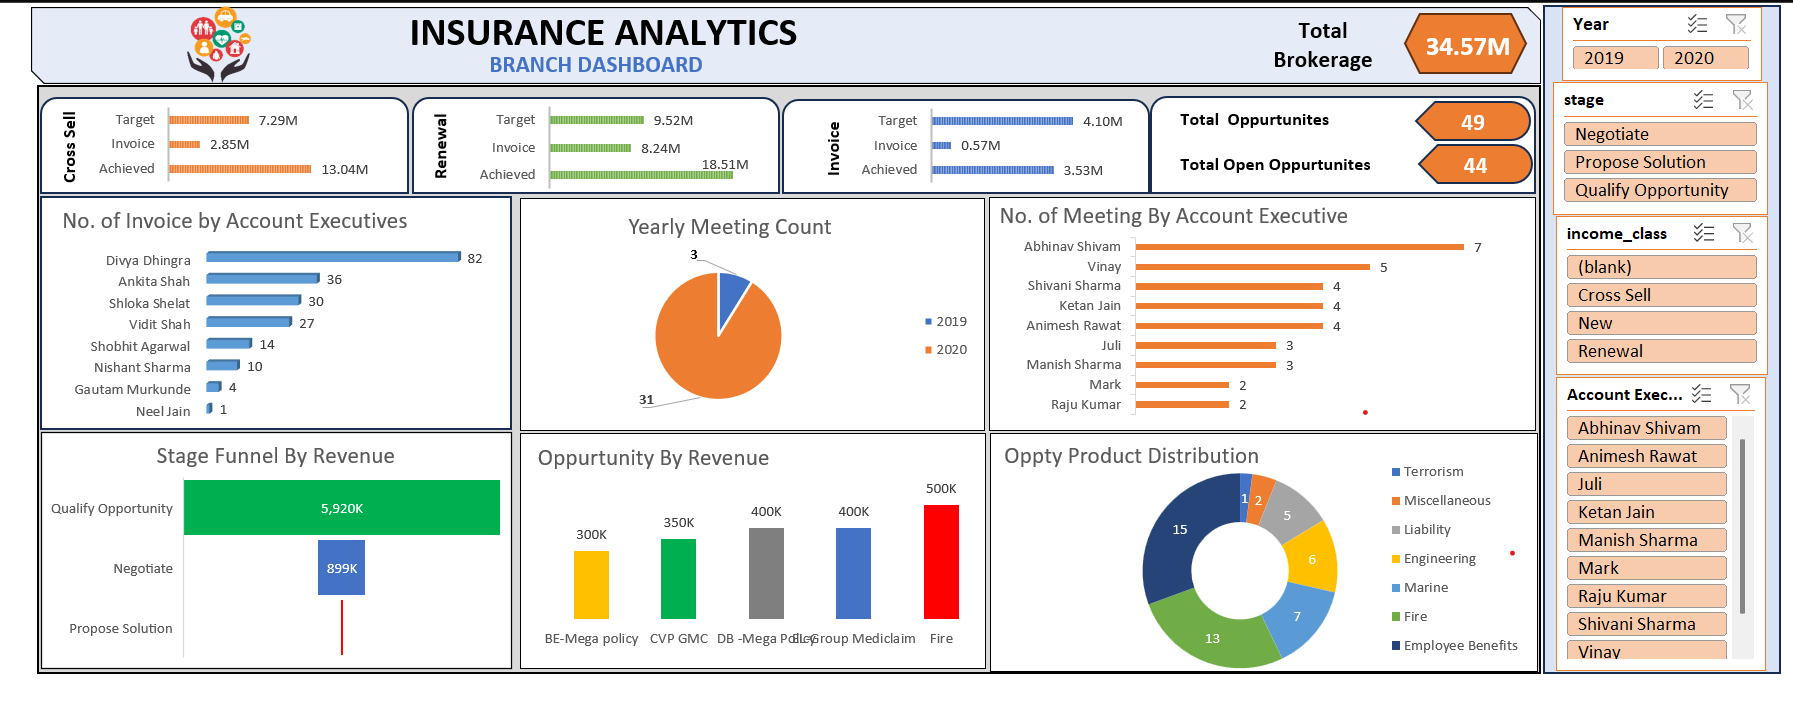 INSURANCE ANALYTICS
BRANCH DASHBOARD
Total
Brokerage
34.57M
Cross Sell
Target 7.29M
Invoice 2.85M
Achieved 13.04M
Renewal
Target 9.52M
Invoice 8.24M
Achieved 18.51M
Invoice
Target 4.10M
Invoice 0.57M
Achieved 3.53M
Total Oppurtunites 49
Total Open Oppurtunites 44
No. of Invoice by Account Executives
Divya Dhingra 82
Ankita Shah 36
Shloka Shelat 30
Vidit Shah 27
Shobhit Agarwal 14
Nishant Sharma 10
Gautam Murkunde 4
Neel Jain 1
Yearly Meeting Count
3
31
2019
2020
No. of Meeting By Account Executive
Abhinav Shivam 7
Vinay 5
Shivani Sharma 4
Ketan Jain 4
Animesh Rawat 4
Juli 3
Manish Sharma 3
Mark 2
Raju Kumar 2
Stage Funnel By Revenue
Qualify Opportunity 5,920K
Negotiate 899K
Propose Solution
Oppurtunity By Revenue
300K 350K 400K 400K 500K
BE-Mega policy CVP GMC DB -Mega Policy Group Mediclaim Fire
Oppty Product Distribution
1 2 5 6 7 13 15
Terrorism
Miscellaneous
Liability
Engineering
Marine
Fire
Employee Benefits
Year
2019 2020
stage
Negotiate
Propose Solution
Qualify Opportunity
income_class
(blank)
Cross Sell
New
Renewal
Account Exec...
Abhinav Shivam
Animesh Rawat
Juli
Ketan Jain
Manish Sharma
Mark
Raju Kumar
Shivani Sharma
Vinay